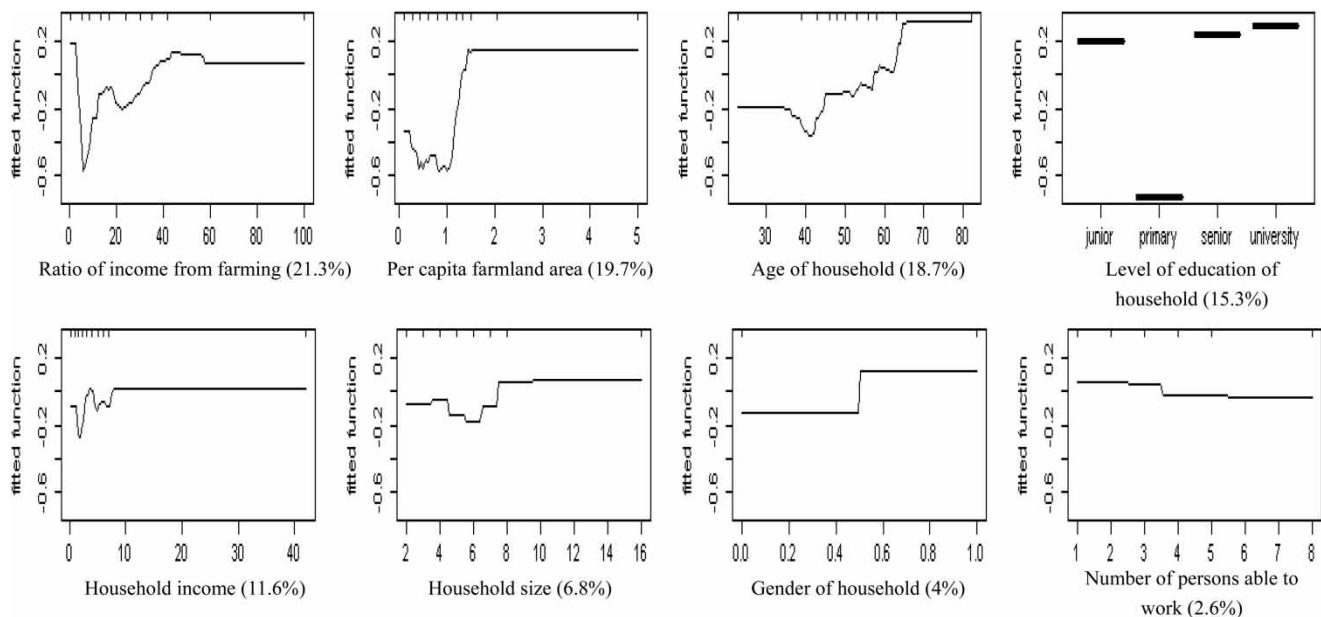 fitted function
0.2
-0.2
-0.6
0 20 40 60 80 100
Ratio of income from farming (21.3%)
fitted function
0.2
-0.2
-0.6
0 1 2 3 4 5
Per capita farmland area (19.7%)
fitted function
0.2
-0.2
-0.6
30 40 50 60 70 80
Age of household (18.7%)
fitted function
0.2
-0.2
-0.6
junior primary senior university
Level of education of
household (15.3%)
fitted function
0.2
-0.2
-0.6
0 10 20 30 40
Household income (11.6%)
fitted function
0.2
-0.2
-0.6
2 4 6 8 10 12 14 16
Household size (6.8%)
fitted function
0.2
-0.2
-0.6
0.0 0.2 0.4 0.6 0.8 1.0
Gender of household (4%)
fitted function
0.2
-0.2
-0.6
1 2 3 4 5 6 7 8
Number of persons able to
work (2.6%)